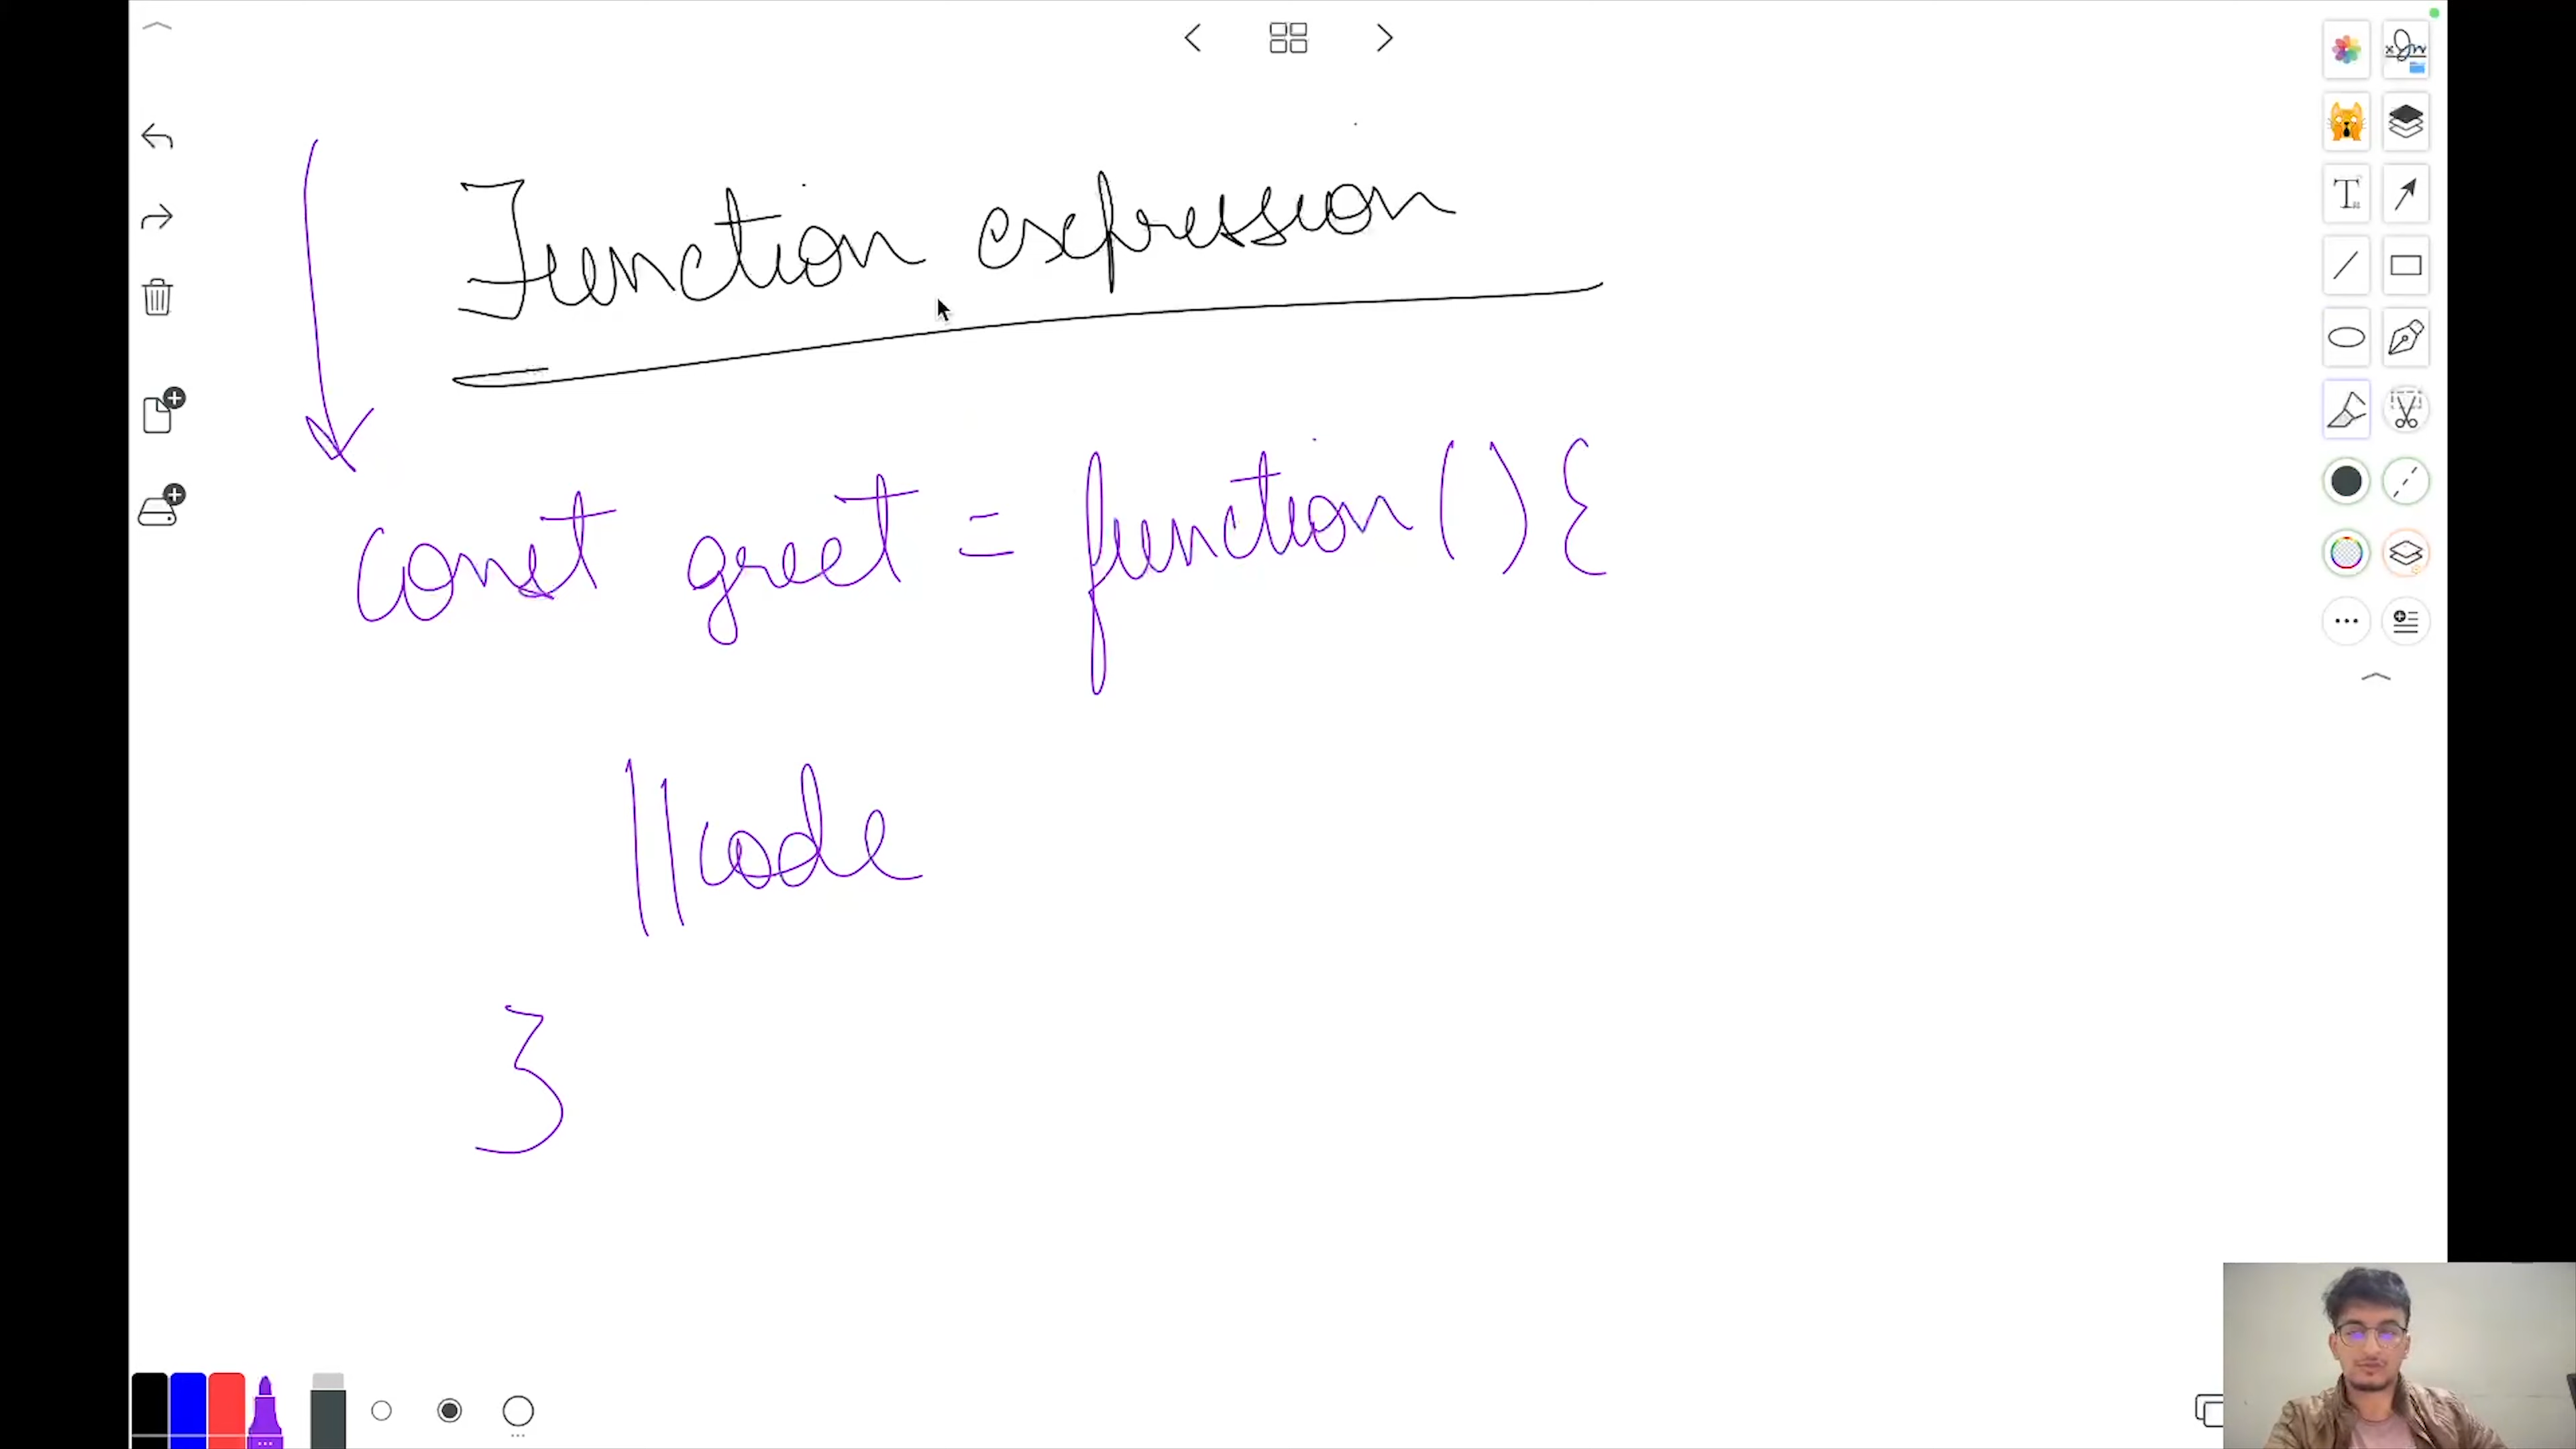 Function expression
const greet = function() {
//code
}